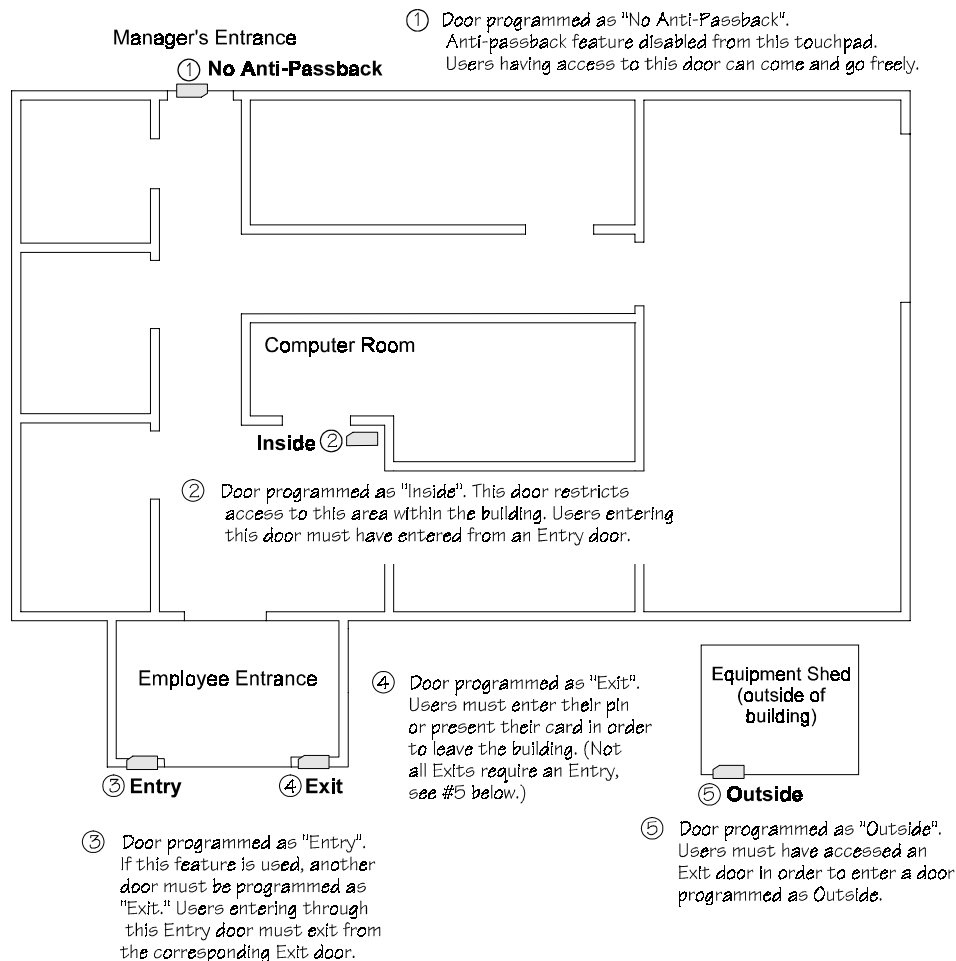 ① Door programmed as "No Anti-Passback".
Anti-passback feature disabled from this touchpad.
Users having access to this door can come and go freely.
Manager's Entrance
① No Anti-Passback
Computer Room
Inside ②
② Door programmed as "Inside". This door restricts
access to this area within the building. Users entering
this door must have entered from an Entry door.
Employee Entrance
③ Entry
④ Exit
④ Door programmed as "Exit".
Users must enter their pin
or present their card in order
to leave the building. (Not
all Exits require an Entry,
see #5 below.)
Equipment Shed
(outside of
building)
⑤ Outside
③ Door programmed as "Entry".
If this feature is used, another
door must be programmed as
"Exit." Users entering through
this Entry door must exit from
the corresponding Exit door.
⑤ Door programmed as "Outside".
Users must have accessed an
Exit door in order to enter a door
programmed as Outside.